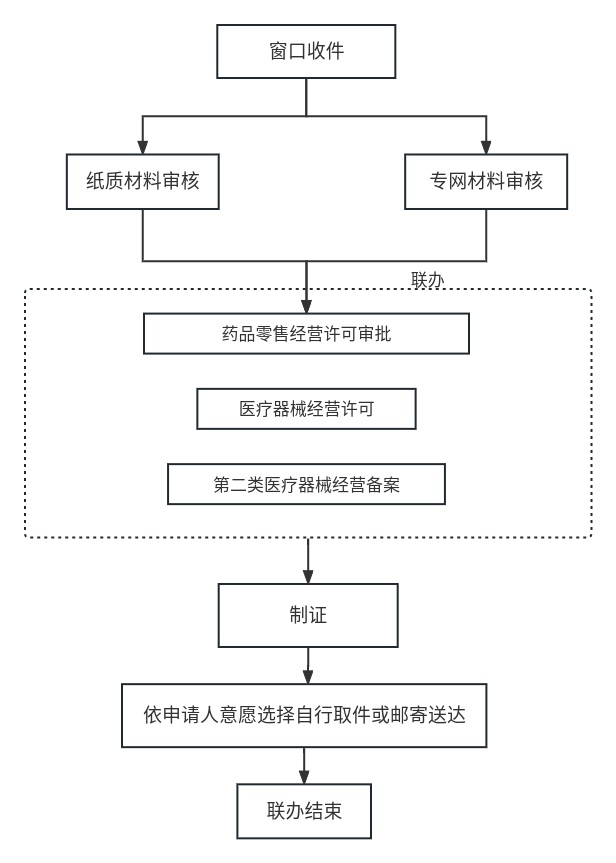 窗口收件
纸质材料审核
专网材料审核
联办
药品零售经营许可审批
医疗器械经营许可
第二类医疗器械经营备案
制证
依申请人意愿选择自行取件或邮寄送达
联办结束